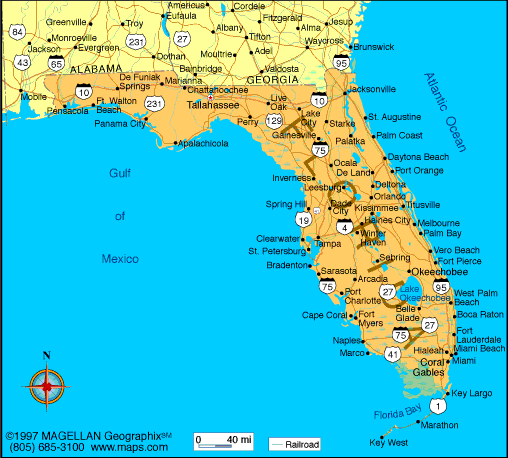 Americus
Cordele
Greenville
Troy
Eufaula
Fitzgerald
Albany
Alma
Jesup
84
Monroeville
231
27
Tifton
Jackson
Evergreen
Waycross
Brunswick
43
65
Dothan
Moultrie
Adel
95
ALABAMA
Bainbridge
Valdosta
De Funiak
Springs
Marianna
GEORGIA
Mobile
10
Chattahoochee
Jacksonville
Pensacola
Ft. Walton
Beach
231
Tallahassee
Live
Oak
10
Lake
City
Atlantic Ocean
Panama City
Perry
129
Starke
St. Augustine
Gainesville
Palatka
Palm Coast
Apalachicola
75
Daytona Beach
Gulf
of
Mexico
Ocala
De Land
Port Orange
Inverness
Leesburg
Deltona
Orlando
FLORIDA
Spring Hill
Dade
City
Kissimmee
Titusville
19
4
Haines City
Melbourne
Winter
Haven
Palm Bay
Clearwater
Tampa
St. Petersburg
Vero Beach
Bradenton
Sebring
Fort Pierce
Sarasota
Arcadia
Okeechobee
75
Port
Charlotte
27
Lake
Okeechobee
95
West Palm
Beach
Belle
Glade
Cape Coral
Fort
Myers
27
Boca Raton
75
Fort
Lauderdale
Naples
Hialeah
Miami Beach
Marco
41
Coral
Gables
Miami
N
Key Largo
Florida Bay
1
Marathon
Key West
©1997 MAGELLAN Geographix℠
(805) 685-3100 www.maps.com
0 40 mi
Railroad